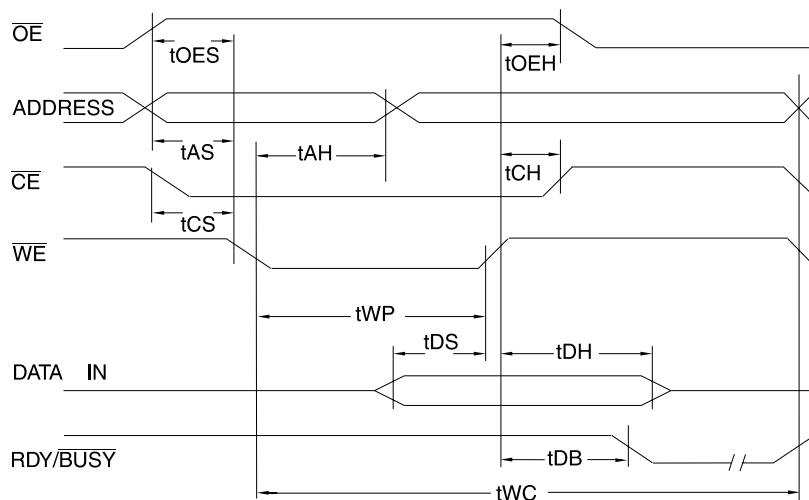 OE
tOES
tOEH
ADDRESS
tAS
tAH
tCH
CE
tCS
WE
tWP
tDS
tDH
DATA IN
RDY/BUSY
tDB
tWC